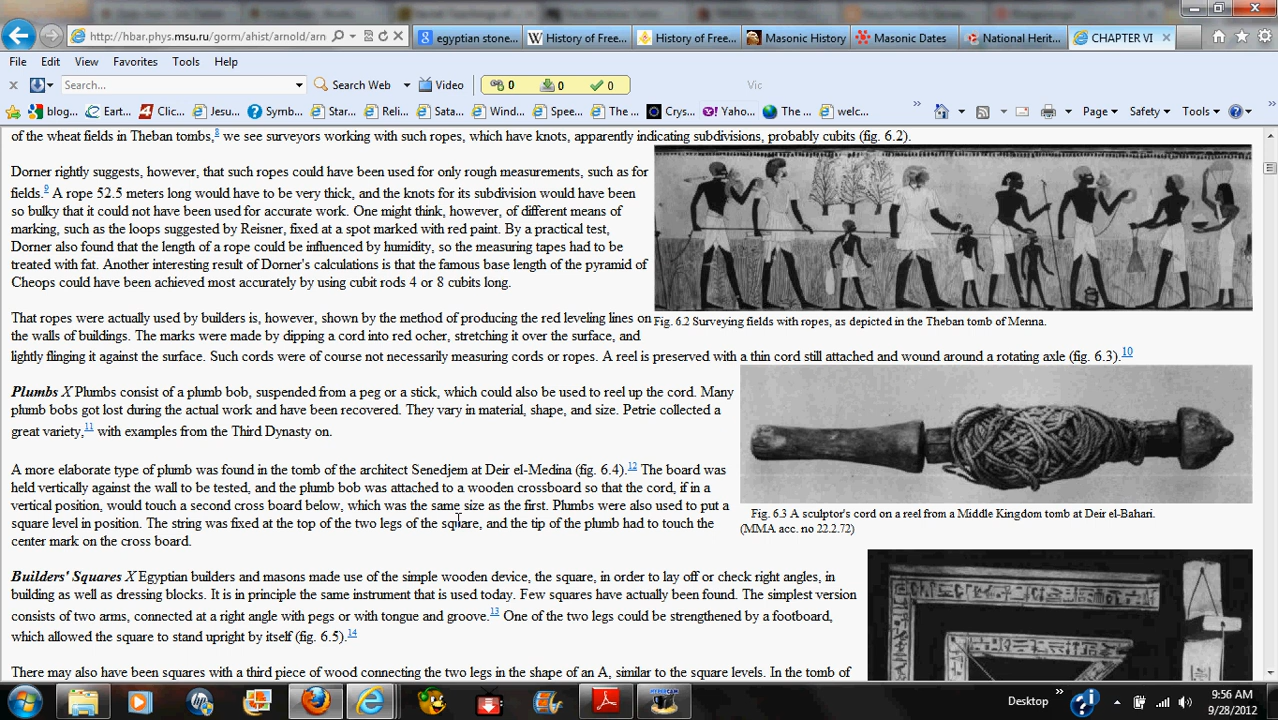 http://hbar.phys.msu.ru/gorm/ahist/arnold/arn
egyptian stone...
History of Free...
History of Free...
Masonic History
Masonic Dates
National Herit...
CHAPTER VI
File Edit View Favorites Tools Help
Search...
Search Web
Video
0 0 0
Vic
blog... Eart... Clic... Jesu... Symb... Star... Reli... Sata... Wind... Spee... The ... Crys... Yaho... The ... welc...
Page Safety Tools
of the wheat fields in Theban tombs,8 we see surveyors working with such ropes, which have knots, apparently indicating subdivisions, probably cubits (fig. 6.2).
Dorner rightly suggests, however, that such ropes could have been used for only rough measurements, such as for
fields.9 A rope 52.5 meters long would have to be very thick, and the knots for its subdivision would have been
so bulky that it could not have been used for accurate work. One might think, however, of different means of
marking, such as the loops suggested by Reisner, fixed at a spot marked with red paint. By a practical test,
Dorner also found that the length of a rope could be influenced by humidity, so the measuring tapes had to be
treated with fat. Another interesting result of Dorner's calculations is that the famous base length of the pyramid of
Cheops could have been achieved most accurately by using cubit rods 4 or 8 cubits long.
That ropes were actually used by builders is, however, shown by the method of producing the red leveling lines on
the walls of buildings. The marks were made by dipping a cord into red ocher, stretching it over the surface, and
lightly flinging it against the surface. Such cords were of course not necessarily measuring cords or ropes. A reel is preserved with a thin cord still attached and wound around a rotating axle (fig. 6.3).10
Fig. 6.2 Surveying fields with ropes, as depicted in the Theban tomb of Menna.
Plumbs X Plumbs consist of a plumb bob, suspended from a peg or a stick, which could also be used to reel up the cord. Many
plumb bobs got lost during the actual work and have been recovered. They vary in material, shape, and size. Petrie collected a
great variety,11 with examples from the Third Dynasty on.
A more elaborate type of plumb was found in the tomb of the architect Senedjem at Deir el-Medina (fig. 6.4).12 The board was
held vertically against the wall to be tested, and the plumb bob was attached to a wooden crossboard so that the cord, if in a
vertical position, would touch a second cross board below, which was the same size as the first. Plumbs were also used to put a
square level in position. The string was fixed at the top of the two legs of the square, and the tip of the plumb had to touch the
center mark on the cross board.
Fig. 6.3 A sculptor's cord on a reel from a Middle Kingdom tomb at Deir el-Bahari.
(MMA acc. no 22.2.72)
Builders' Squares X Egyptian builders and masons made use of the simple wooden device, the square, in order to lay off or check right angles, in
building as well as dressing blocks. It is in principle the same instrument that is used today. Few squares have actually been found. The simplest version
consists of two arms, connected at a right angle with pegs or with tongue and groove.13 One of the two legs could be strengthened by a footboard,
which allowed the square to stand upright by itself (fig. 6.5).14
There may also have been squares with a third piece of wood connecting the two legs in the shape of an A, similar to the square levels. In the tomb of
Desktop
9:56 AM
9/28/2012